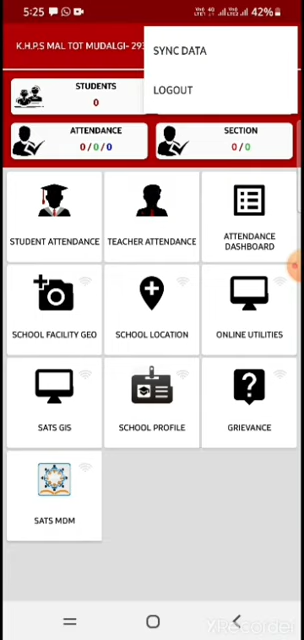 5:25
42%
K.H.P.S MAL TOT MUDALGI- 293
SYNC DATA
LOGOUT
STUDENTS
0
ATTENDANCE
0 / 0 / 0
SECTION
0 / 0
STUDENT ATTENDANCE
TEACHER ATTENDANCE
ATTENDANCE
DASHBOARD
SCHOOL FACILITY GEO
SCHOOL LOCATION
ONLINE UTILITIES
SATS GIS
SCHOOL PROFILE
GRIEVANCE
SATS MDM
XRecorder